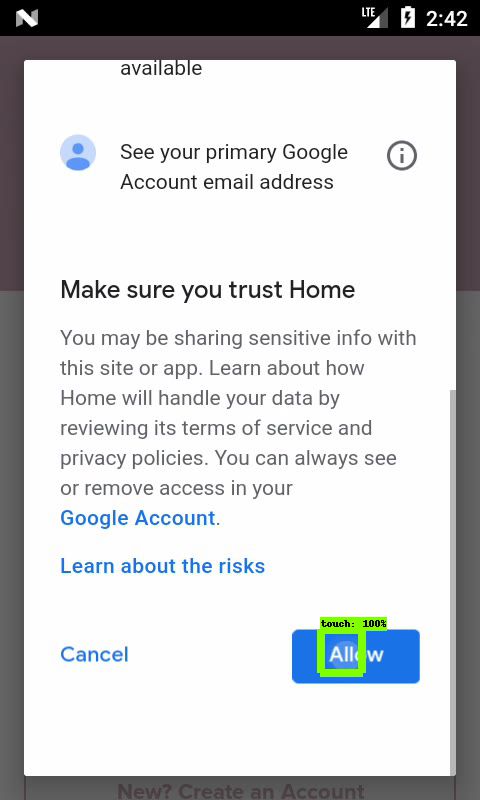 LTE 2:42
available
See your primary Google
Account email address
Make sure you trust Home
You may be sharing sensitive info with
this site or app. Learn about how
Home will handle your data by
reviewing its terms of service and
privacy policies. You can always see
or remove access in your
Google Account.
Learn about the risks
touch: 100%
Cancel
Allow
New? Create an Account